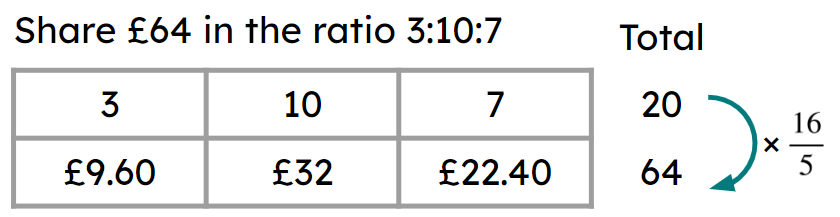 Share £64 in the ratio 3:10:7
Total
3 10 7 20
£9.60 £32 £22.40 64
× 16/5